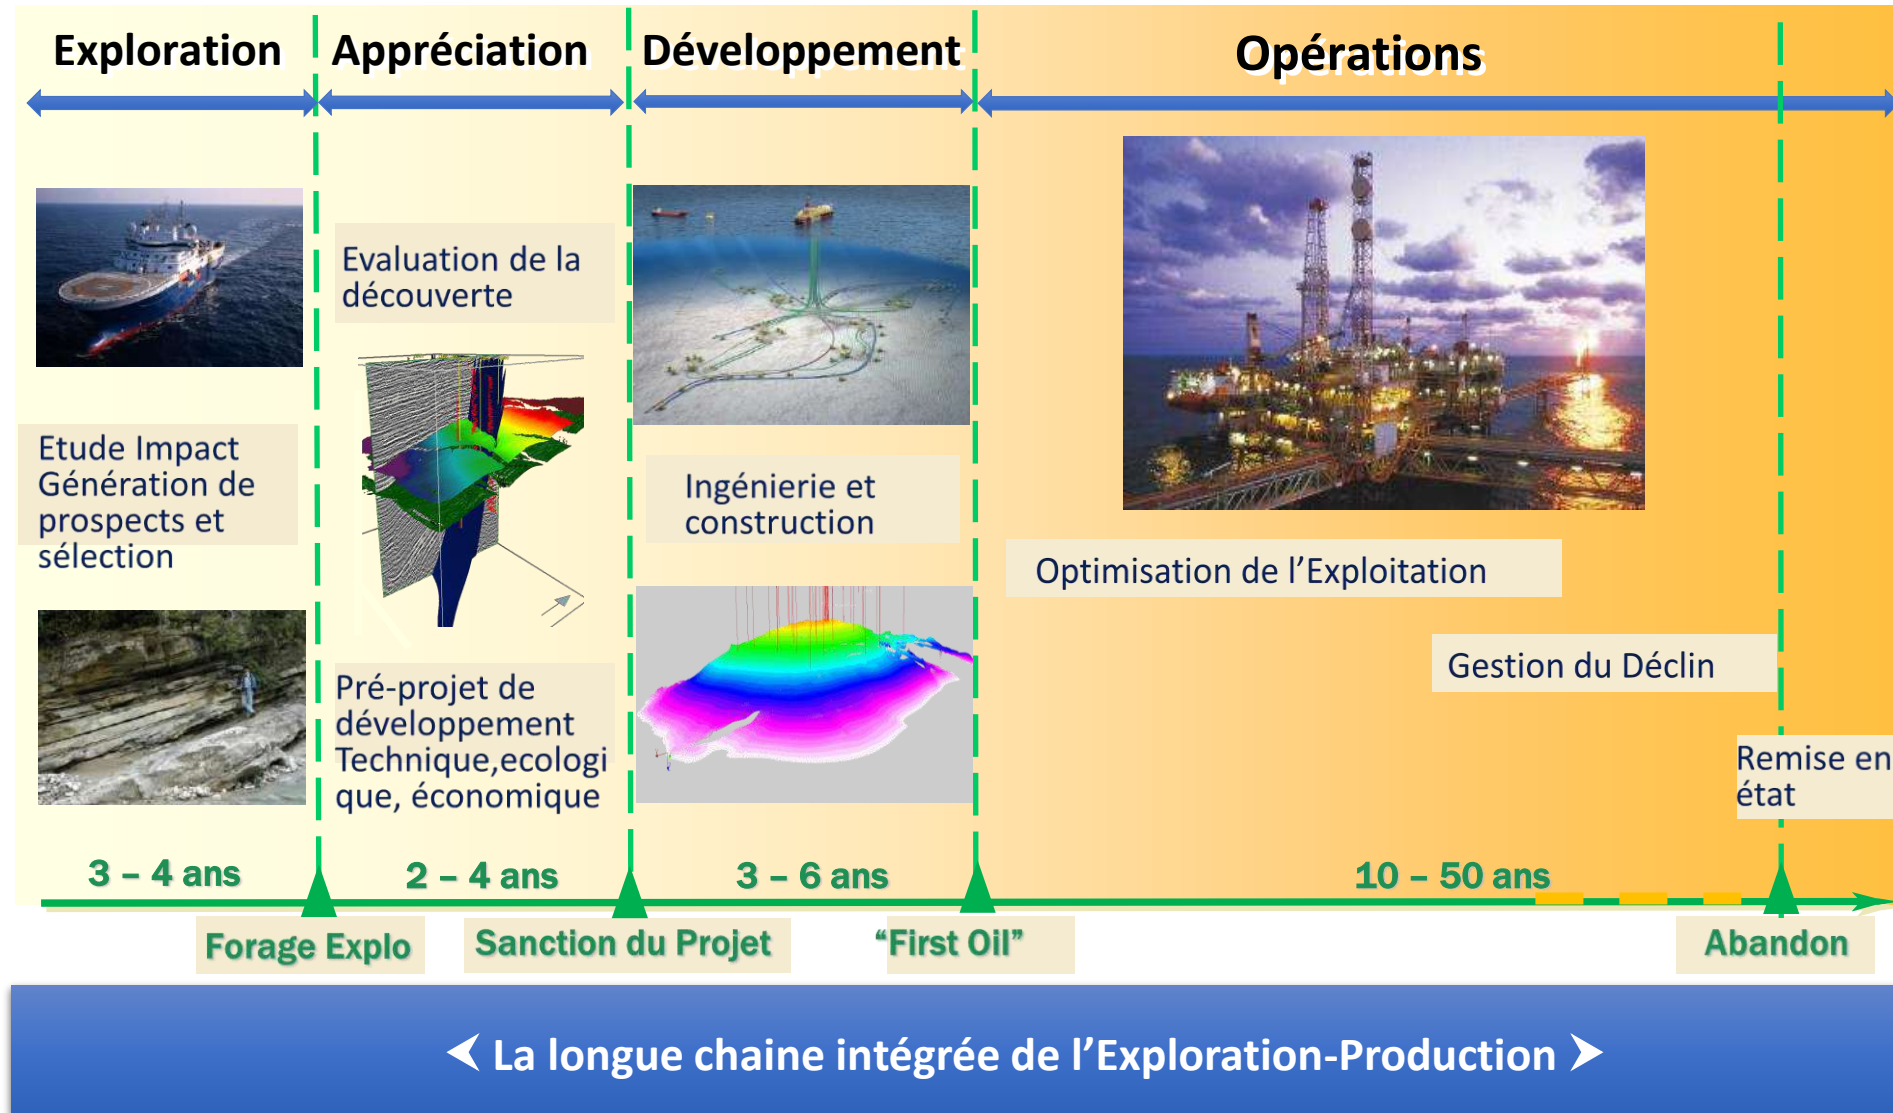 Exploration
Appréciation
Développement
Opérations
Etude Impact
Génération de
prospects et
sélection
Evaluation de la
découverte
Pré-projet de
développement
Technique,ecologi
que, économique
Ingénierie et
construction
Optimisation de l’Exploitation
Gestion du Déclin
Remise en
état
3 – 4 ans
2 – 4 ans
3 – 6 ans
10 – 50 ans
Forage Explo
Sanction du Projet
“First Oil”
Abandon
La longue chaine intégrée de l’Exploration-Production